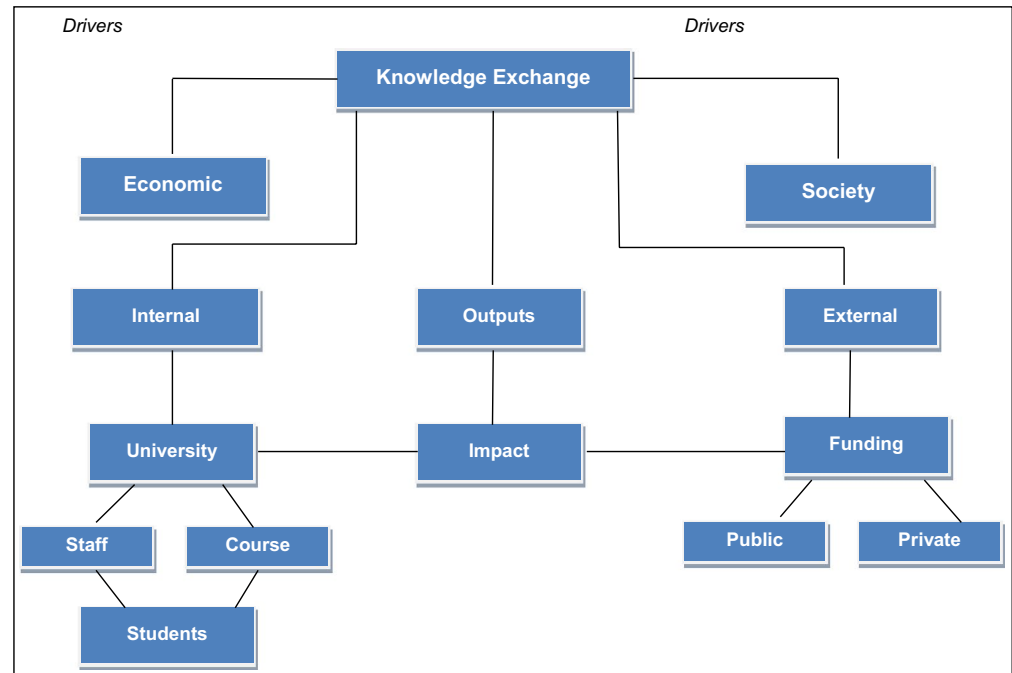 Drivers
Drivers
Knowledge Exchange
Economic
Society
Internal
Outputs
External
University
Impact
Funding
Staff
Course
Public
Private
Students